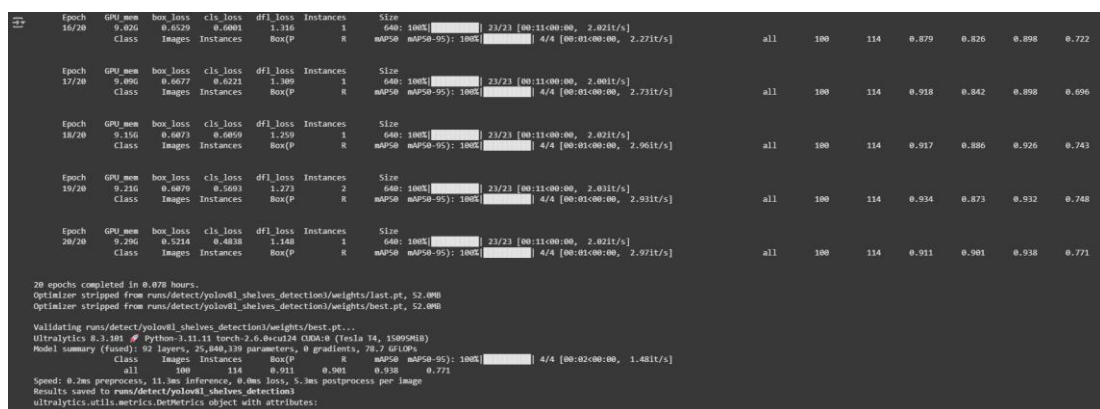 Epoch GPU_mem box_loss cls_loss dfl_loss Instances Size
16/20 9.02G 0.6529 0.6001 1.316 1 640: 100%|██████████| 23/23 [00:11<00:00, 2.02it/s]
Class Images Instances Box(P R mAP50 mAP50-95): 100%|██████████| 4/4 [00:01<00:00, 2.27it/s] all 100 114 0.879 0.826 0.898 0.722
Epoch GPU_mem box_loss cls_loss dfl_loss Instances Size
17/20 9.09G 0.6677 0.6221 1.309 1 640: 100%|██████████| 23/23 [00:11<00:00, 2.00it/s]
Class Images Instances Box(P R mAP50 mAP50-95): 100%|██████████| 4/4 [00:01<00:00, 2.73it/s] all 100 114 0.918 0.842 0.898 0.696
Epoch GPU_mem box_loss cls_loss dfl_loss Instances Size
18/20 9.15G 0.6073 0.6059 1.259 1 640: 100%|██████████| 23/23 [00:11<00:00, 2.02it/s]
Class Images Instances Box(P R mAP50 mAP50-95): 100%|██████████| 4/4 [00:01<00:00, 2.96it/s] all 100 114 0.917 0.886 0.926 0.743
Epoch GPU_mem box_loss cls_loss dfl_loss Instances Size
19/20 9.21G 0.6079 0.5693 1.273 2 640: 100%|██████████| 23/23 [00:11<00:00, 2.03it/s]
Class Images Instances Box(P R mAP50 mAP50-95): 100%|██████████| 4/4 [00:01<00:00, 2.93it/s] all 100 114 0.934 0.873 0.932 0.748
Epoch GPU_mem box_loss cls_loss dfl_loss Instances Size
20/20 9.29G 0.5214 0.4838 1.148 1 640: 100%|██████████| 23/23 [00:11<00:00, 2.02it/s]
Class Images Instances Box(P R mAP50 mAP50-95): 100%|██████████| 4/4 [00:01<00:00, 2.97it/s] all 100 114 0.911 0.901 0.938 0.771
20 epochs completed in 0.078 hours.
Optimizer stripped from runs/detect/yolov8l_shelves_detection3/weights/last.pt, 52.0MB
Optimizer stripped from runs/detect/yolov8l_shelves_detection3/weights/best.pt, 52.0MB
Validating runs/detect/yolov8l_shelves_detection3/weights/best.pt...
Ultralytics 8.3.101 🚀 Python-3.11.11 torch-2.6.0+cu124 CUDA:0 (Tesla T4, 15095MiB)
Model summary (fused): 92 layers, 25,840,339 parameters, 0 gradients, 78.7 GFLOPs
Class Images Instances Box(P R mAP50 mAP50-95): 100%|██████████| 4/4 [00:02<00:00, 1.48it/s]
all 100 114 0.911 0.901 0.938 0.771
Speed: 0.2ms preprocess, 11.3ms inference, 0.0ms loss, 5.3ms postprocess per image
Results saved to runs/detect/yolov8l_shelves_detection3
ultralytics.utils.metrics.DetMetrics object with attributes: